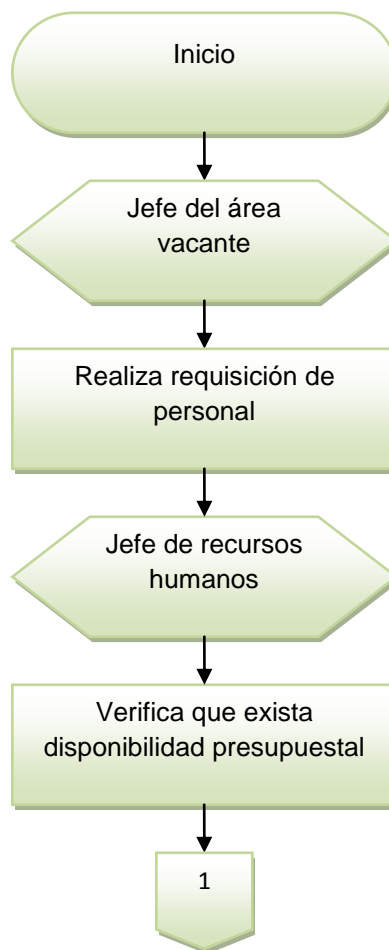 Inicio
Jefe del área
vacante
Realiza requisición de
personal
Jefe de recursos
humanos
Verifica que exista
disponibilidad presupuestal
1